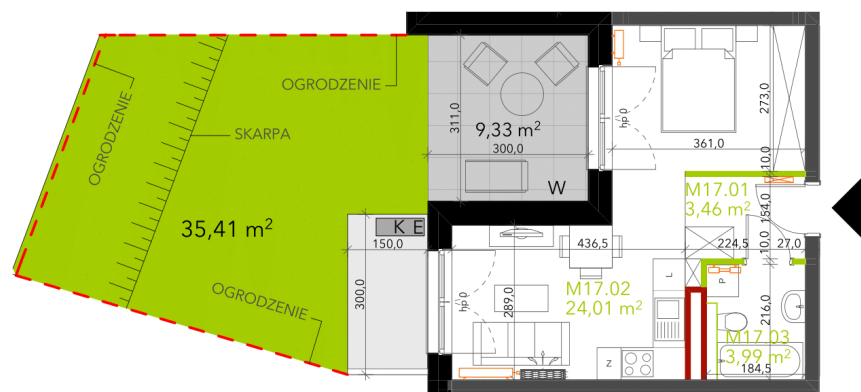 OGRODZENIE
OGRODZENIE
SKARPA
35,41 m²
OGRODZENIE
311,0
9,33 m²
300,0
W
hp 0
273,0
361,0
10,0
M17.01
3,46 m²
154,0
K E
150,0
300,0
436,5
224,5
10,0
27,0
hp 0
289,0
M17.02
24,01 m²
L
P
216,0
M17.03
3,99 m²
Z
184,5